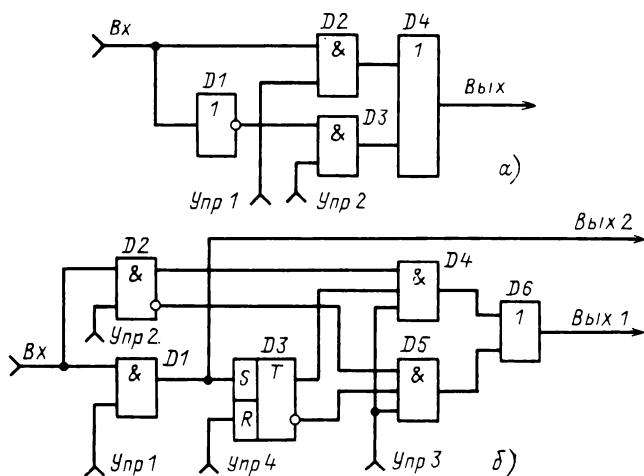 Вх
D1
1
D2
&
D3
&
D4
1
Вых
Упр 1
Упр 2
а)
Вх
D2
&
Упр 2.
D1
&
Упр 1
D3
S T
R
Упр 4
D4
&
D5
&
Упр 3
D6
1
Вых 2
Вых 1
б)